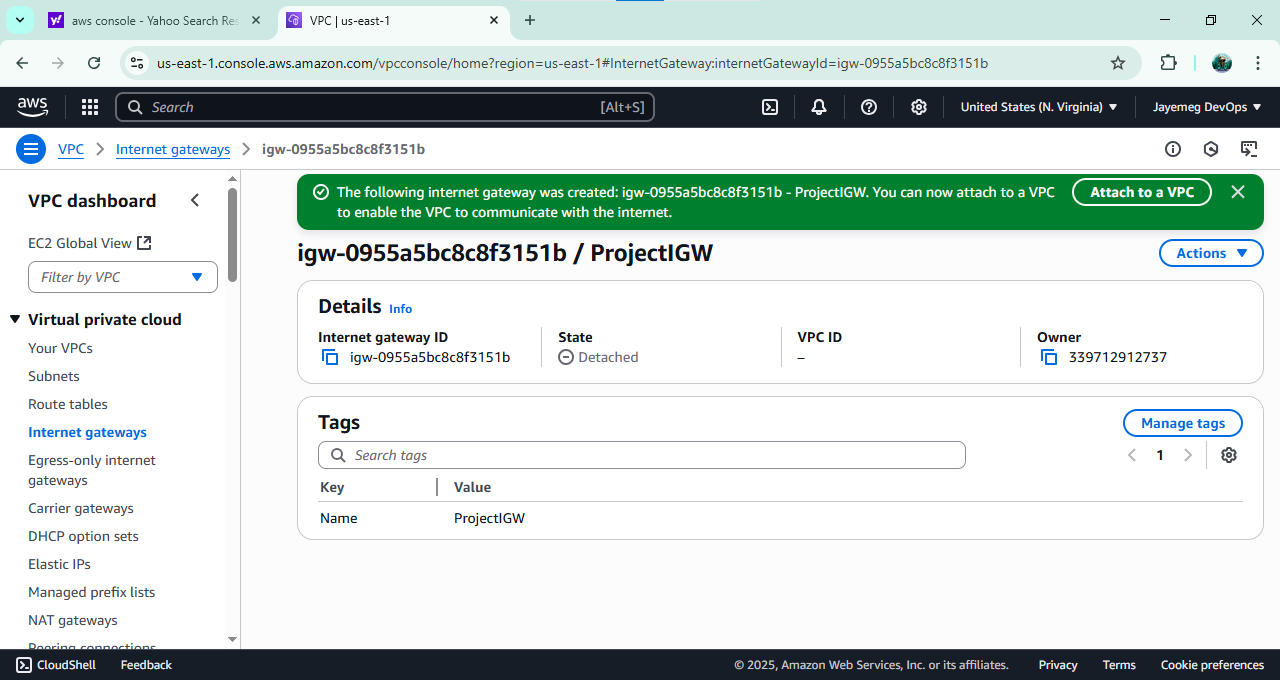 aws console - Yahoo Search Res
VPC | us-east-1
us-east-1.console.aws.amazon.com/vpcconsole/home?region=us-east-1#InternetGateway:internetGatewayId=igw-0955a5bc8c8f3151b
aws
Search
[Alt+S]
United States (N. Virginia)
Jayemeg DevOps
VPC
Internet gateways
igw-0955a5bc8c8f3151b
VPC dashboard
EC2 Global View
Filter by VPC
Virtual private cloud
Your VPCs
Subnets
Route tables
Internet gateways
Egress-only internet
gateways
Carrier gateways
DHCP option sets
Elastic IPs
Managed prefix lists
NAT gateways
Peering connections
The following internet gateway was created: igw-0955a5bc8c8f3151b - ProjectIGW. You can now attach to a VPC
to enable the VPC to communicate with the internet.
Attach to a VPC
igw-0955a5bc8c8f3151b / ProjectIGW
Actions
Details Info
Internet gateway ID
igw-0955a5bc8c8f3151b
State
Detached
VPC ID
–
Owner
339712912737
Tags
Manage tags
Search tags
1
Key
Value
Name
ProjectIGW
CloudShell
Feedback
© 2025, Amazon Web Services, Inc. or its affiliates.
Privacy
Terms
Cookie preferences